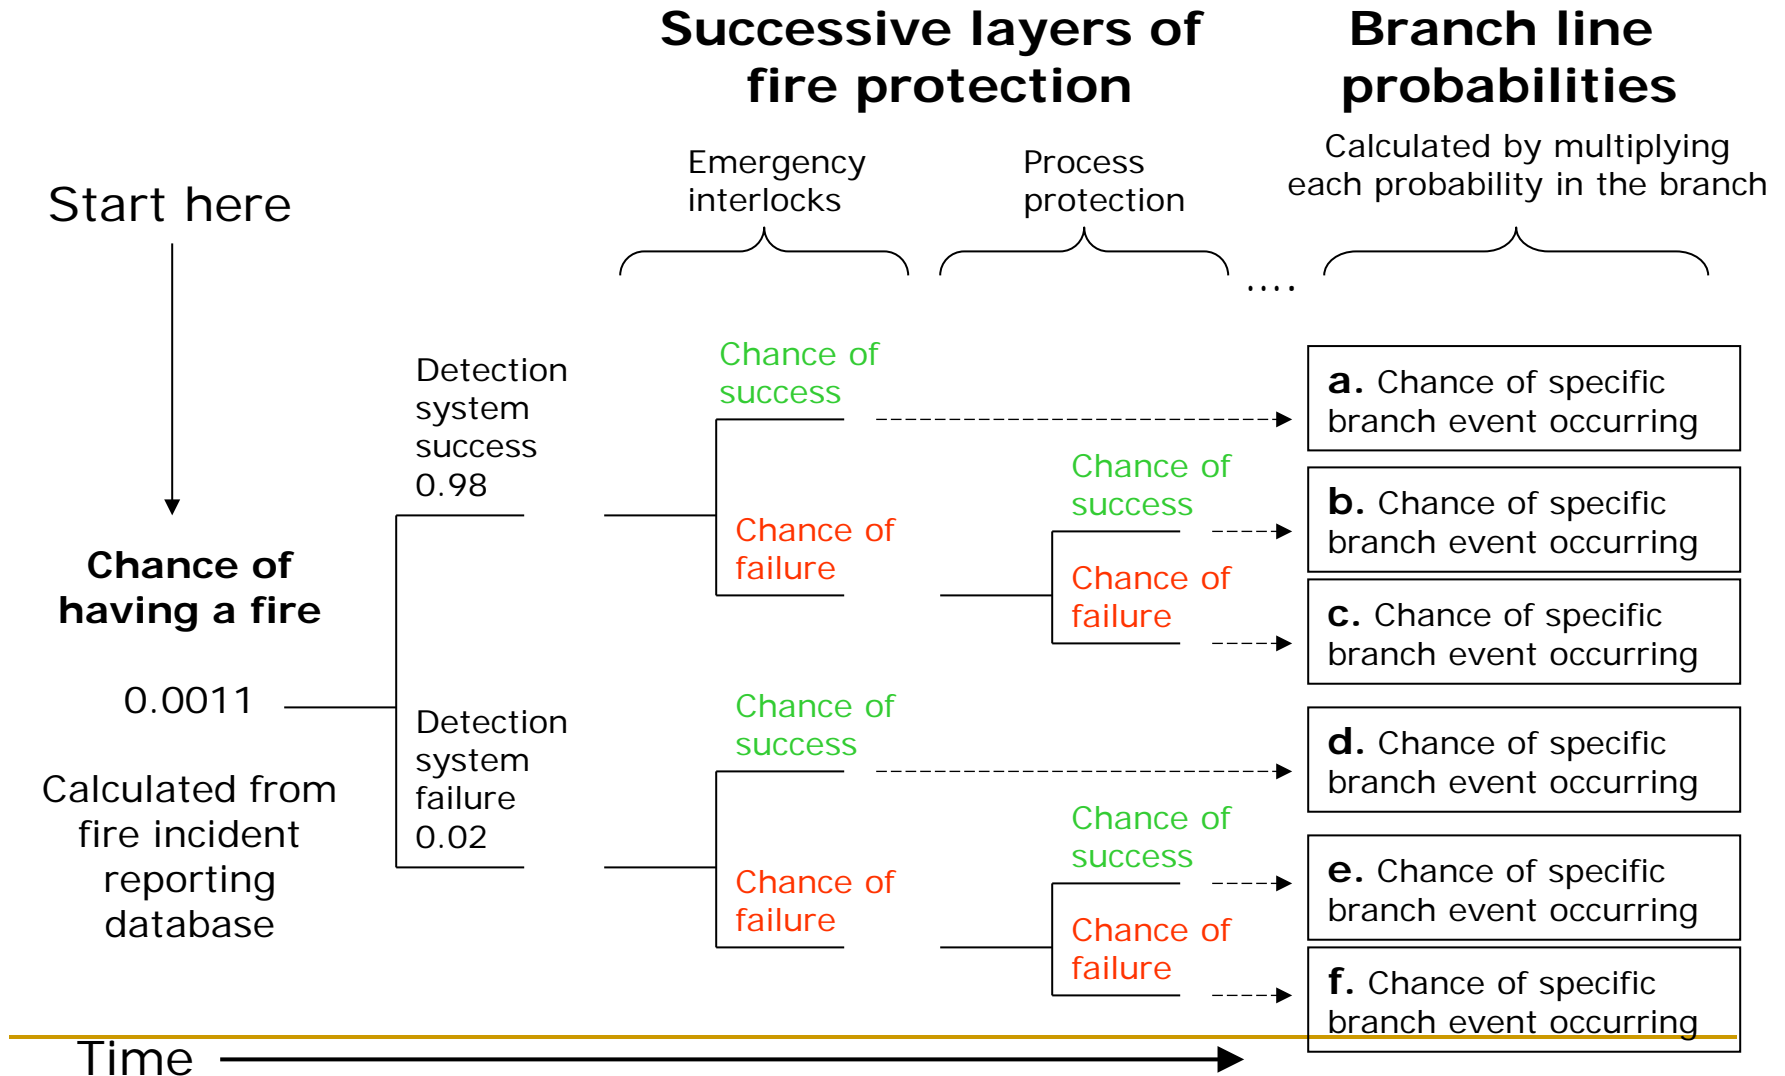 Successive layers of
fire protection
Branch line
probabilities
Calculated by multiplying
each probability in the branch
Emergency
interlocks
Process
protection
....
Start here
Chance of
having a fire
0.0011
Calculated from
fire incident
reporting
database
Detection
system
success
0.98
Detection
system
failure
0.02
Chance of
success
Chance of
failure
Chance of
success
Chance of
failure
Chance of
success
Chance of
failure
Chance of
success
Chance of
failure
a. Chance of specific
branch event occurring
b. Chance of specific
branch event occurring
c. Chance of specific
branch event occurring
d. Chance of specific
branch event occurring
e. Chance of specific
branch event occurring
f. Chance of specific
branch event occurring
Time